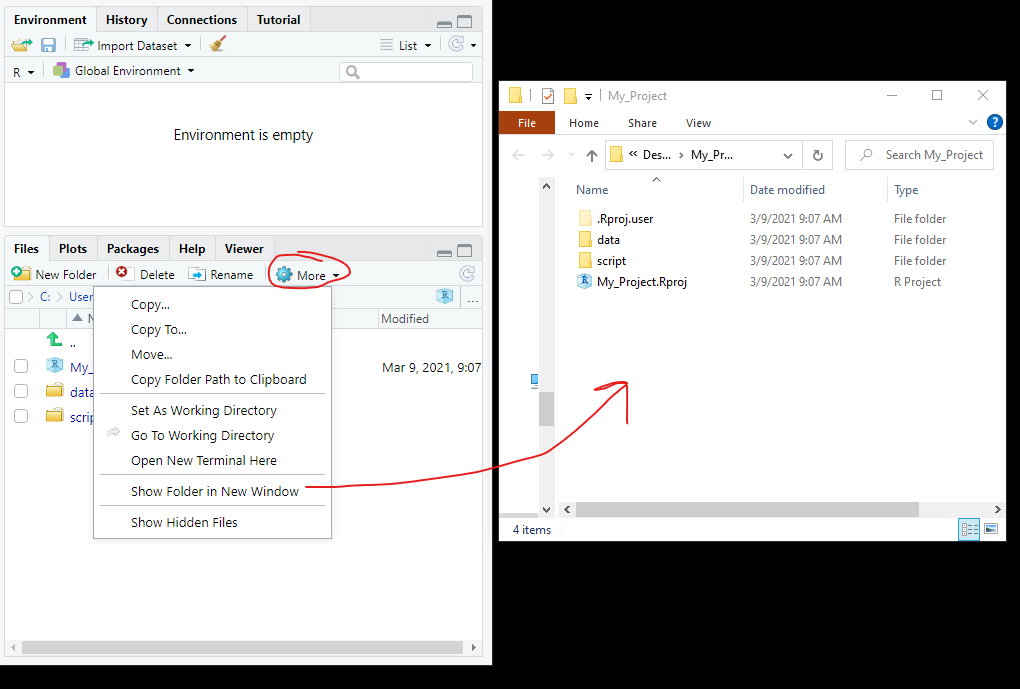 Environment History Connections Tutorial
Import Dataset List
R Global Environment
Environment is empty
Files Plots Packages Help Viewer
New Folder Delete Rename More
C: User ...
N Modified
..
My_ Mar 9, 2021, 9:07
data
scrip
Copy...
Copy To...
Move...
Copy Folder Path to Clipboard
Set As Working Directory
Go To Working Directory
Open New Terminal Here
Show Folder in New Window
Show Hidden Files
My_Project
File Home Share View ?
« Des... › My_Pr... Search My_Project
Name Date modified Type
.Rproj.user 3/9/2021 9:07 AM File folder
data 3/9/2021 9:07 AM File folder
script 3/9/2021 9:07 AM File folder
My_Project.Rproj 3/9/2021 9:07 AM R Project
4 items